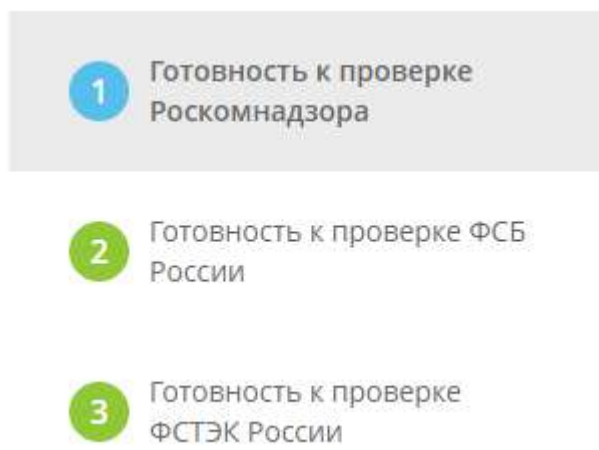 1
Готовность к проверке
Роскомнадзора
2
Готовность к проверке ФСБ
России
3
Готовность к проверке
ФСТЭК России